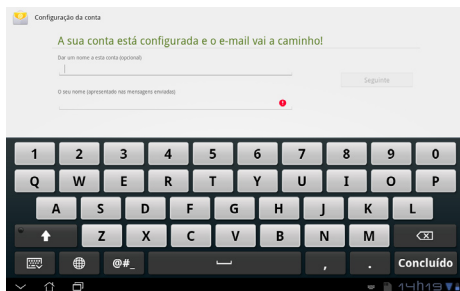 Configuração da conta
A sua conta está configurada e o e-mail vai a caminho!
Dar um nome a esta conta (opcional)
Seguinte
O seu nome (apresentado nas mensagens enviadas)
1 2 3 4 5 6 7 8 9 0
Q W E R T Y U I O P
A S D F G H J K L
Z X C V B N M
@#_ , . Concluído
14h19